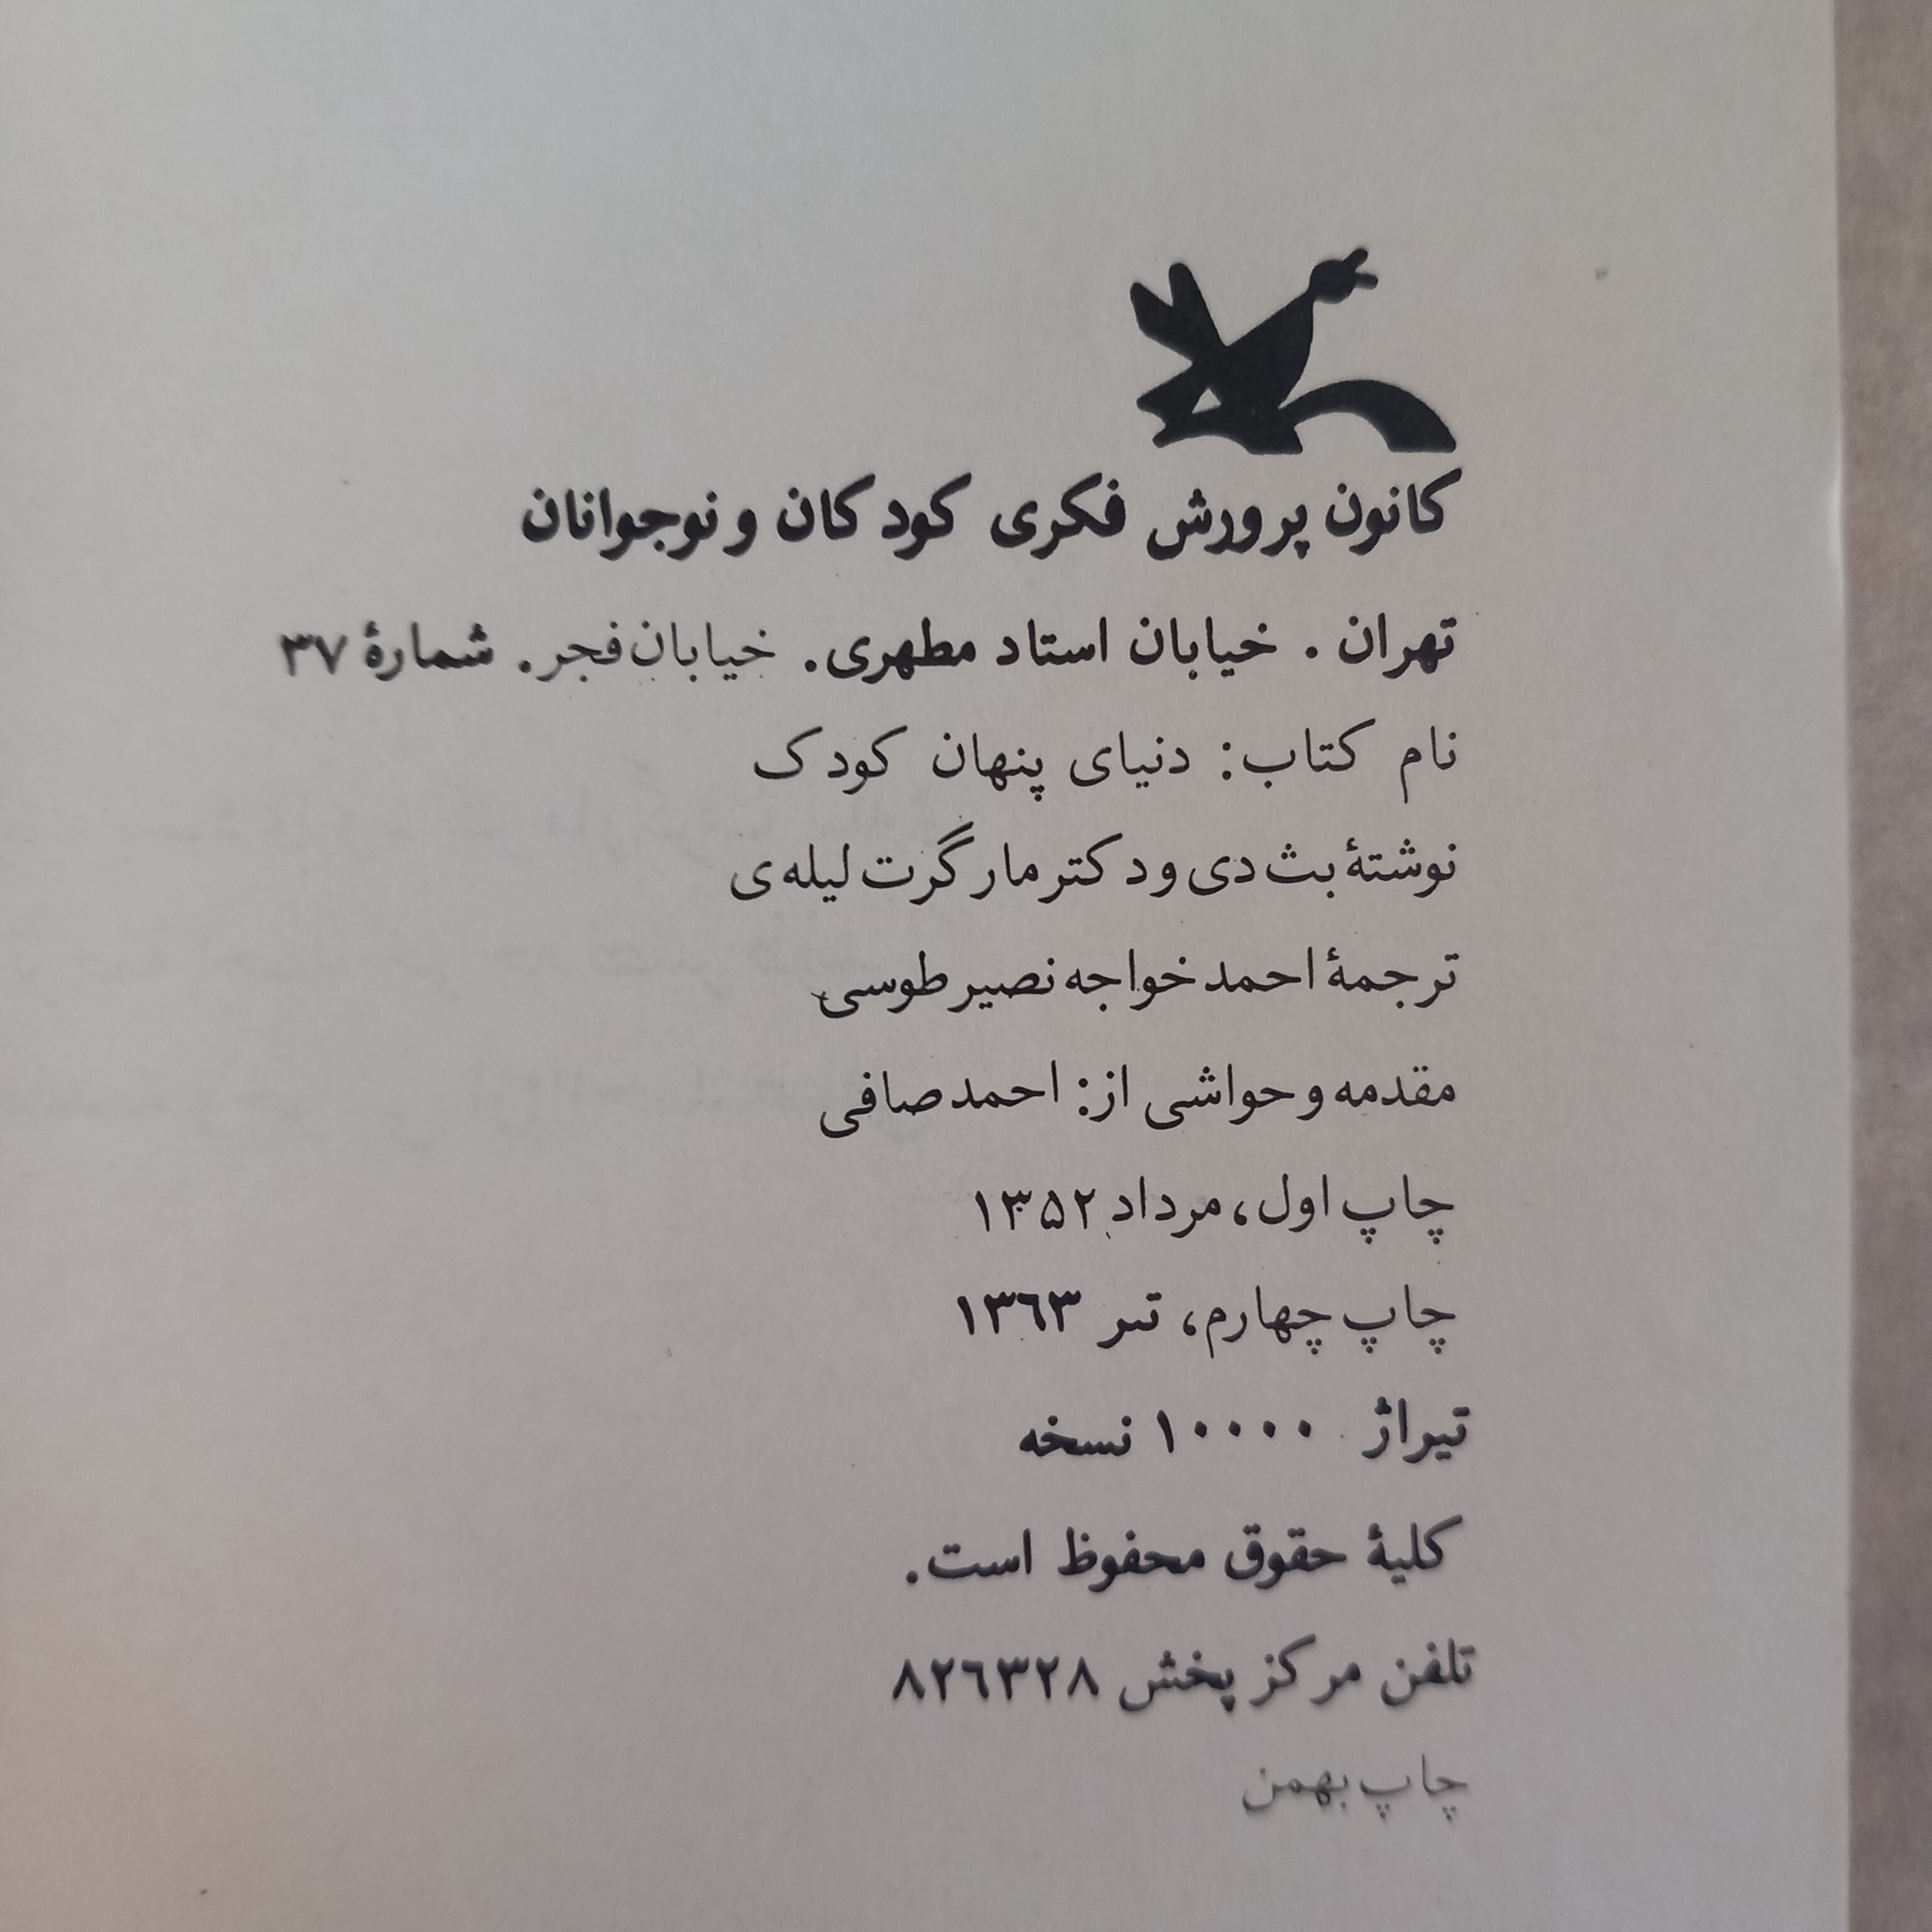 کانون پرورش فکری کودکان و نوجوانان
تهران . خیابان استاد مطهری. خیابان فجر. شمارهٔ ۳۷
نام کتاب: دنیای پنهان کودک
نوشتهٔ بث دی و دکتر مارگرت لیله ی
ترجمهٔ احمد خواجه نصیر طوسی
مقدمه و حواشی از: احمد صافی
چاپ اول، مرداد ۱۳۵۲
چاپ چهارم، تیر ۱۳۶۳
تیراژ ۱۰۰۰۰ نسخه
کلیهٔ حقوق محفوظ است.
تلفن مرکز پخش ۸۲۶۳۲۸
چاپ بهمن